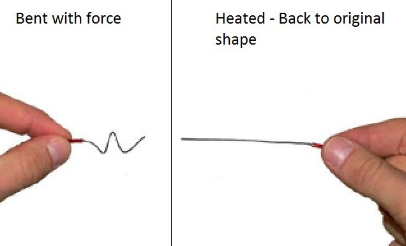 Bent with force
Heated - Back to original
shape